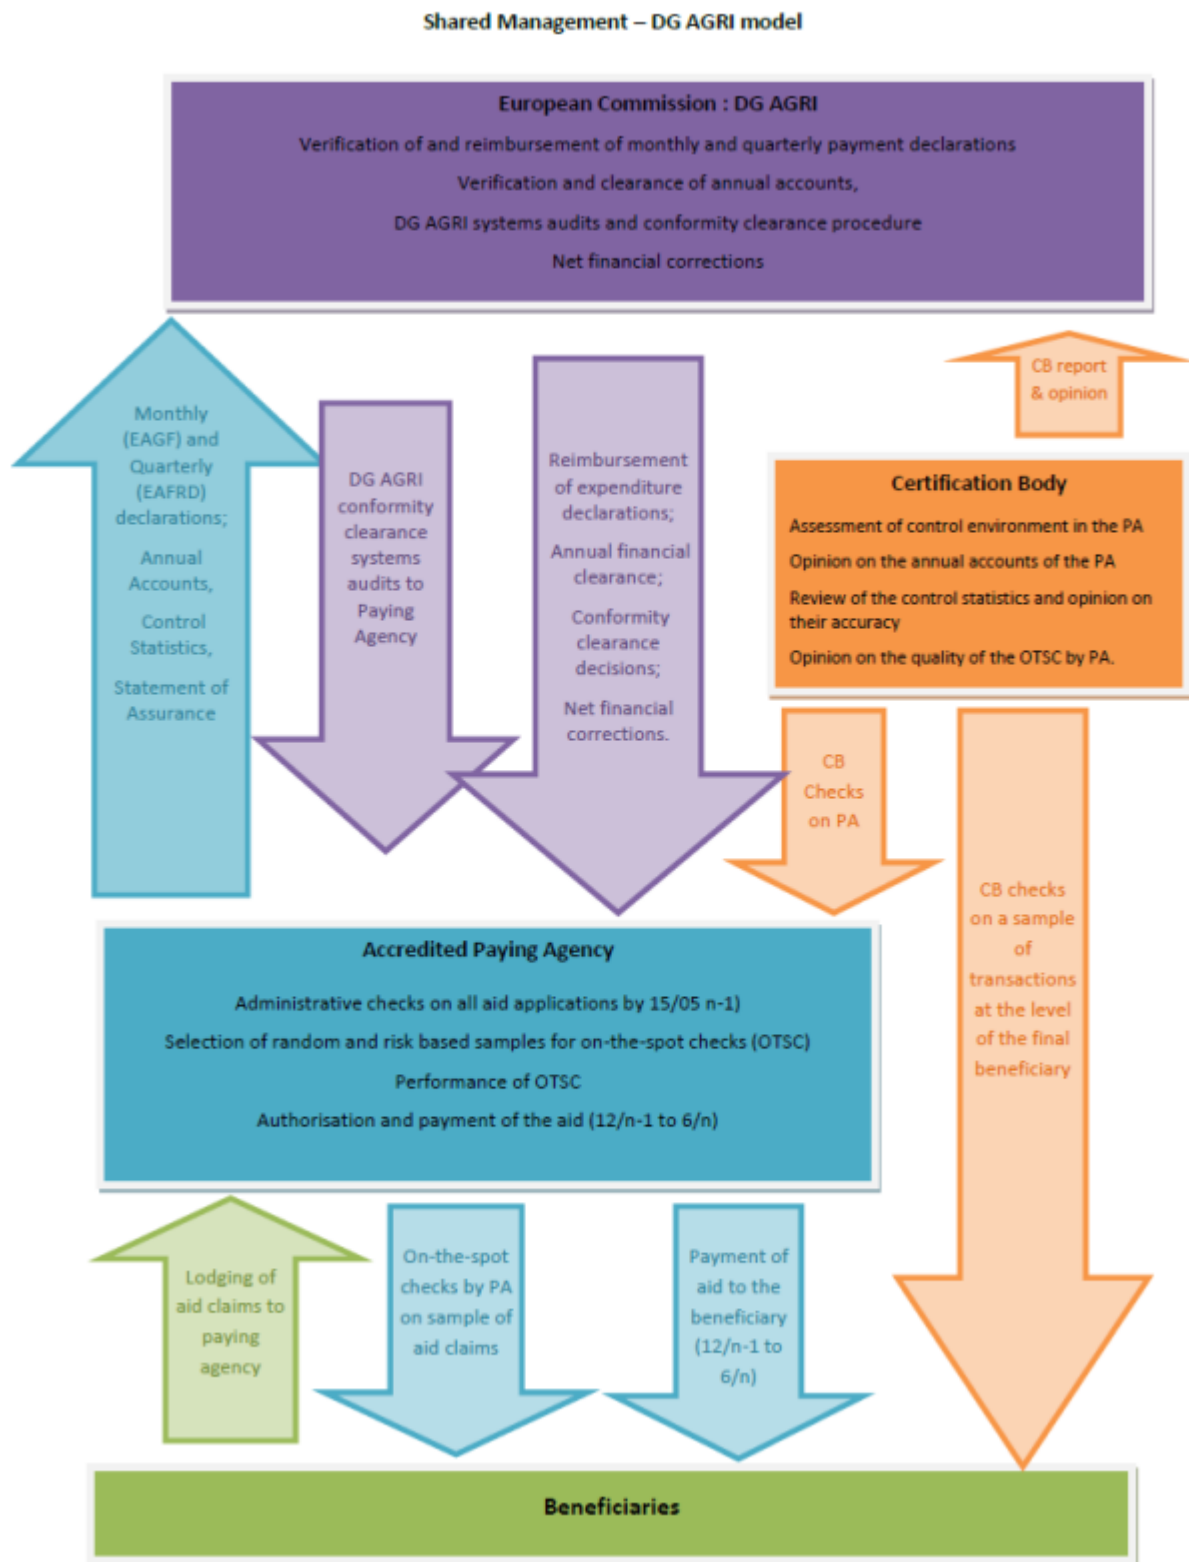 Shared Management – DG AGRI model
European Commission : DG AGRI
Verification of and reimbursement of monthly and quarterly payment declarations
Verification and clearance of annual accounts,
DG AGRI systems audits and conformity clearance procedure
Net financial corrections
Monthly
(EAGF) and
Quarterly
(EAFRD)
declarations;
Annual
Accounts,
Control
Statistics,
Statement of
Assurance
DG AGRI
conformity
clearance
systems
audits to
Paying
Agency
Reimbursement
of expenditure
declarations;
Annual financial
clearance;
Conformity
clearance
decisions;
Net financial
corrections.
CB report
& opinion
Certification Body
Assessment of control environment in the PA
Opinion on the annual accounts of the PA
Review of the control statistics and opinion on
their accuracy
Opinion on the quality of the OTSC by PA.
CB
Checks
on PA
CB checks
on a sample
of
transactions
at the level
of the final
beneficiary
Accredited Paying Agency
Administrative checks on all aid applications by 15/05 n-1)
Selection of random and risk based samples for on-the-spot checks (OTSC)
Performance of OTSC
Authorisation and payment of the aid (12/n-1 to 6/n)
Lodging of
aid claims to
paying
agency
On-the-spot
checks by PA
on sample of
aid claims
Payment of
aid to the
beneficiary
(12/n-1 to
6/n)
Beneficiaries